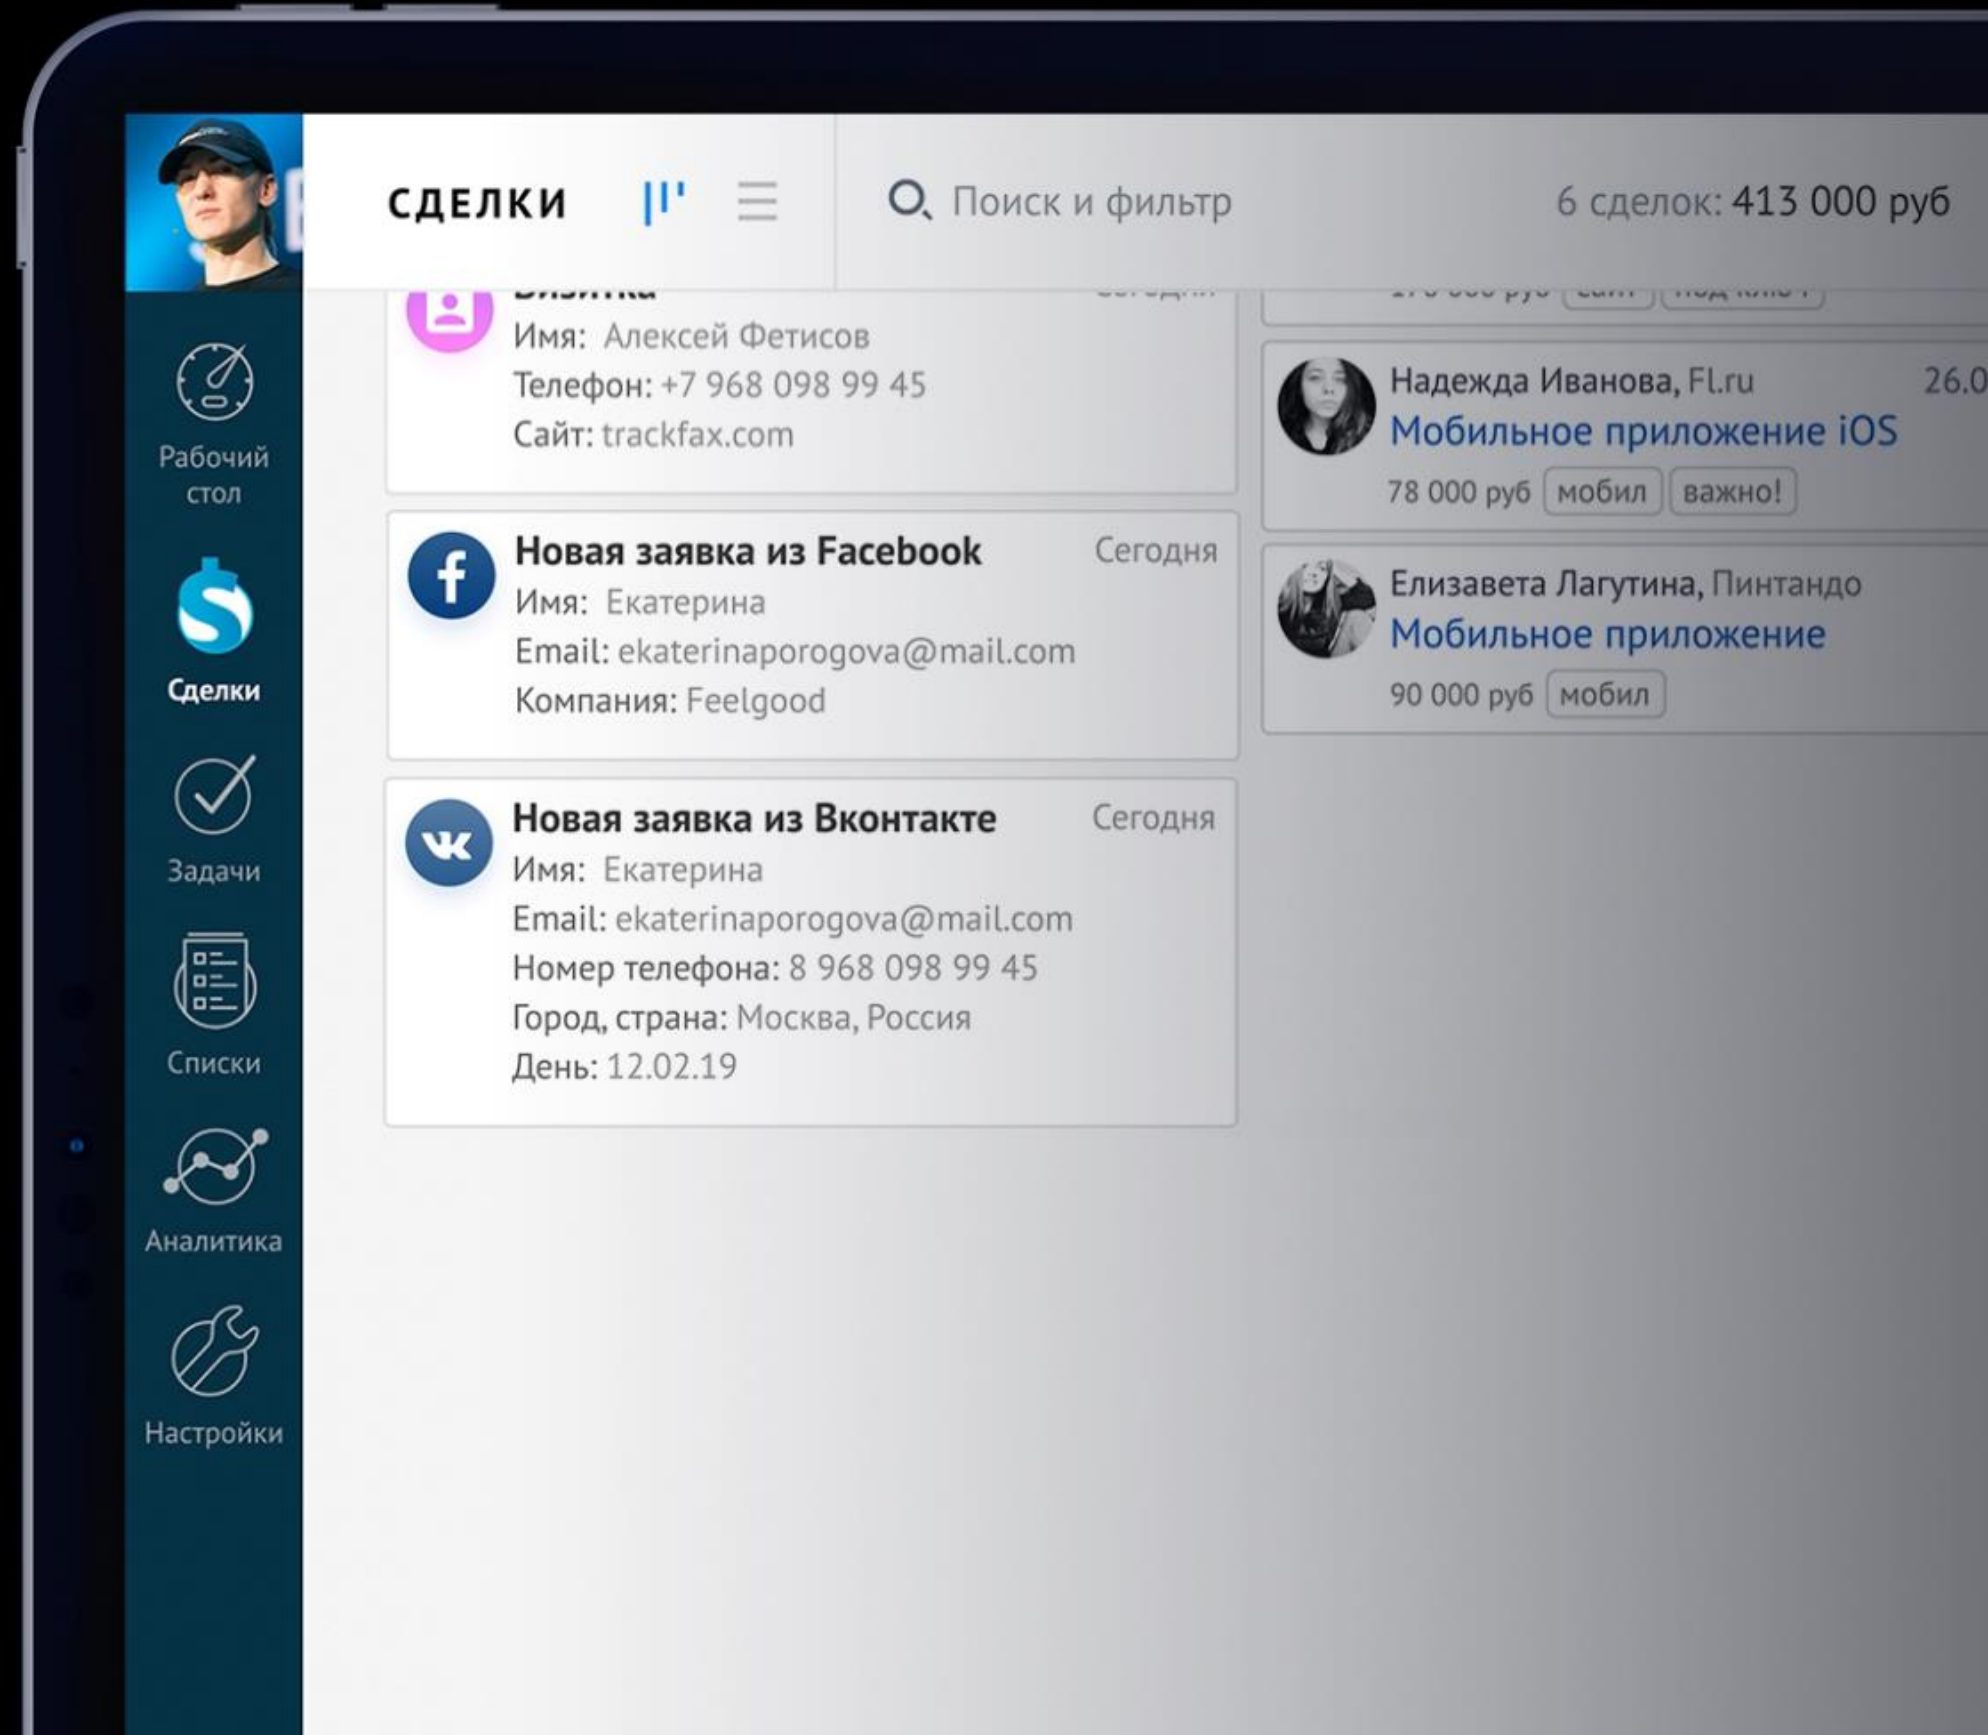 СДЕЛКИ
Поиск и фильтр
6 сделок: 413 000 руб
Рабочий
стол
Сделки
Задачи
Списки
Аналитика
Настройки
Визитка
Имя: Алексей Фетисов
Телефон: +7 968 098 99 45
Сайт: trackfax.com
Новая заявка из Facebook Сегодня
Имя: Екатерина
Email: ekaterinaporogova@mail.com
Компания: Feelgood
Новая заявка из Вконтакте Сегодня
Имя: Екатерина
Email: ekaterinaporogova@mail.com
Номер телефона: 8 968 098 99 45
Город, страна: Москва, Россия
День: 12.02.19
Надежда Иванова, Fl.ru 26.0
Мобильное приложение iOS
78 000 руб мобил важно!
Елизавета Лагутина, Пинтандо
Мобильное приложение
90 000 руб мобил